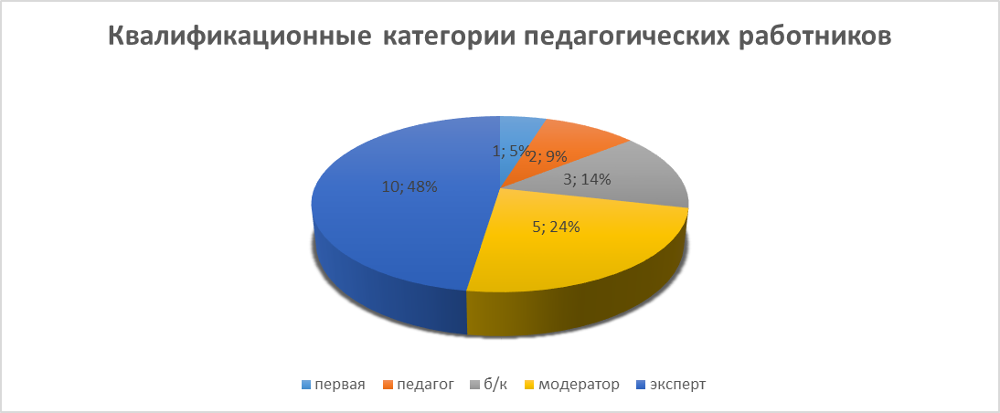 Квалификационные категории педагогических работников
1; 5%
2; 9%
3; 14%
10; 48%
5; 24%
первая педагог б/к модератор эксперт